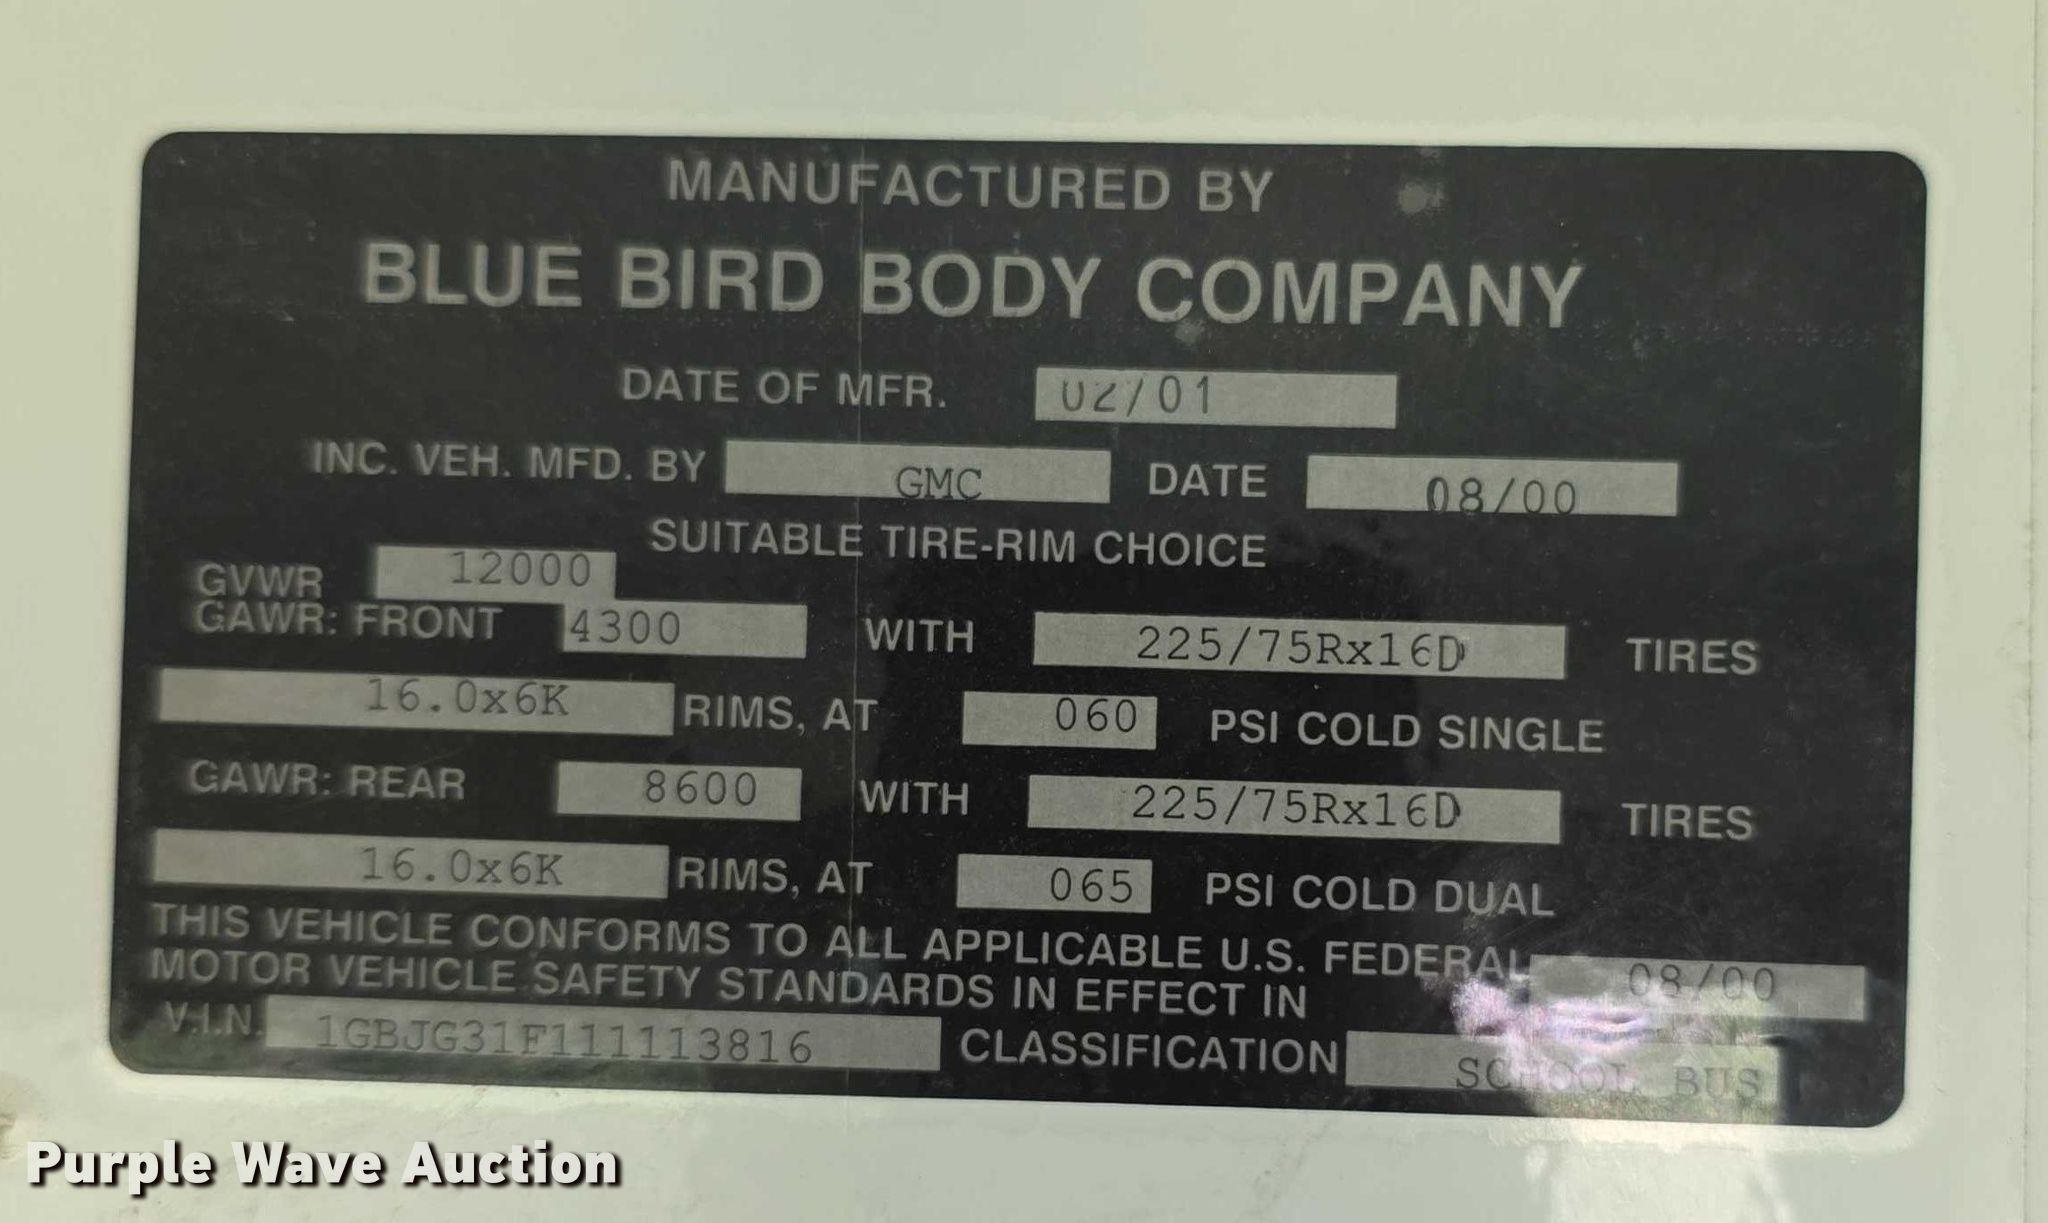 MANUFACTURED BY
BLUE BIRD BODY COMPANY
DATE OF MFR. 02/01
INC. VEH. MFD. BY GMC DATE 08/00
SUITABLE TIRE-RIM CHOICE
GVWR 12000
GAWR: FRONT 4300 WITH 225/75Rx16D TIRES
16.0x6K RIMS, AT 060 PSI COLD SINGLE
GAWR: REAR 8600 WITH 225/75Rx16D TIRES
16.0x6K RIMS, AT 065 PSI COLD DUAL
THIS VEHICLE CONFORMS TO ALL APPLICABLE U.S. FEDERAL
MOTOR VEHICLE SAFETY STANDARDS IN EFFECT IN 08/00
V.I.N. 1GBJG31F111113816 CLASSIFICATION SCHOOL BUS
Purple Wave Auction